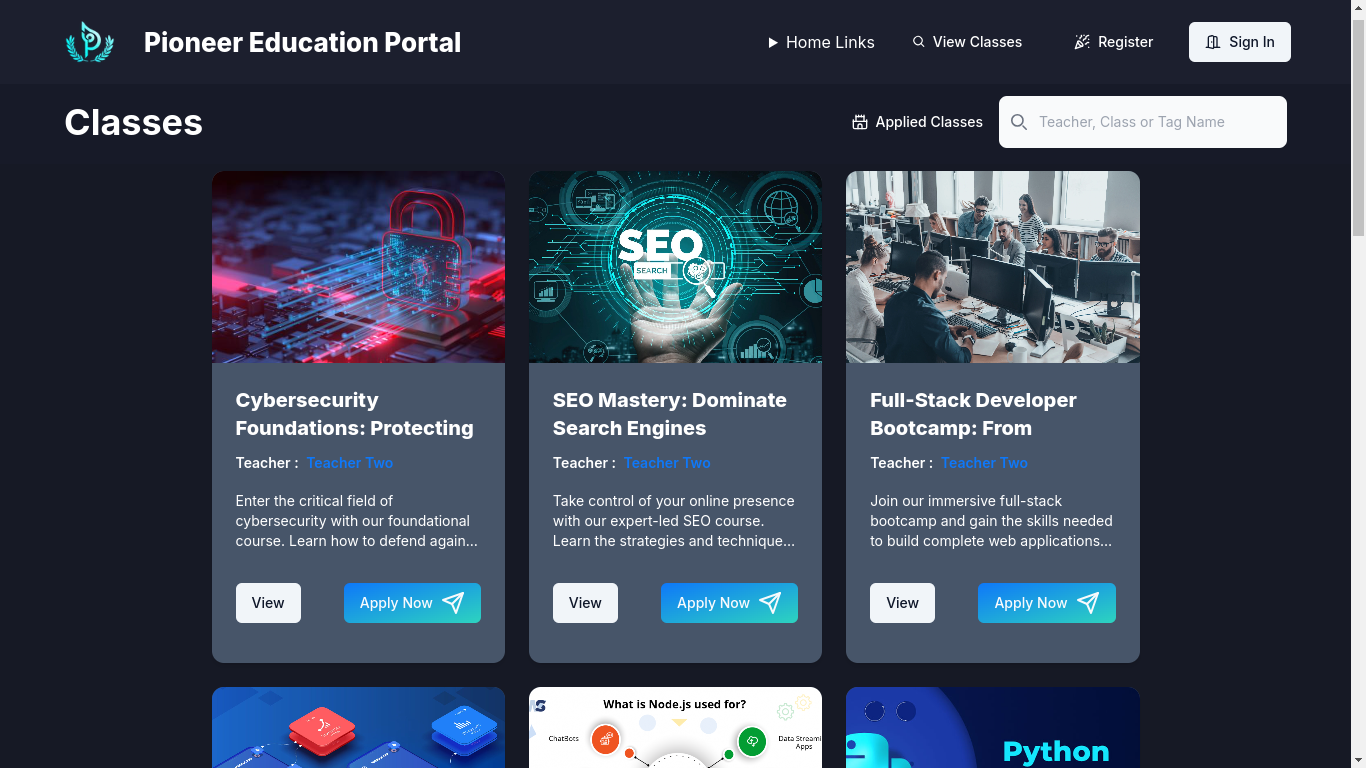 Pioneer Education Portal
Home Links
View Classes
Register
Sign In
Classes
Applied Classes
Teacher, Class or Tag Name
SEO
SEARCH
Cybersecurity
Foundations: Protecting
Teacher : Teacher Two
Enter the critical field of
cybersecurity with our foundational
course. Learn how to defend again...
View
Apply Now
SEO Mastery: Dominate
Search Engines
Teacher : Teacher Two
Take control of your online presence
with our expert-led SEO course.
Learn the strategies and technique...
View
Apply Now
Full-Stack Developer
Bootcamp: From
Teacher : Teacher Two
Join our immersive full-stack
bootcamp and gain the skills needed
to build complete web applications...
View
Apply Now
What is Node.js used for?
ChatBots
Data Streami
Apps
Python